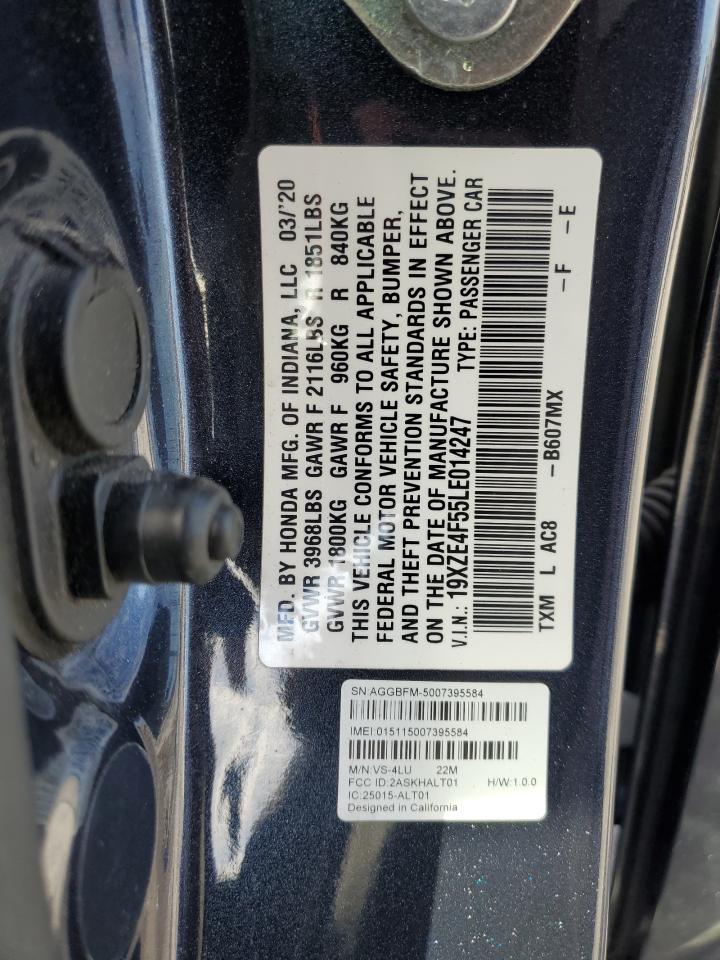 MFD. BY HONDA MFG. OF INDIANA, LLC 03/'20
GVWR 3968LBS GAWR F 2116LBS R 1851LBS
GVWR 1800KG GAWR F 960KG R 840KG
THIS VEHICLE CONFORMS TO ALL APPLICABLE
FEDERAL MOTOR VEHICLE SAFETY, BUMPER,
AND THEFT PREVENTION STANDARDS IN EFFECT
ON THE DATE OF MANUFACTURE SHOWN ABOVE.
V.I.N.: 19XZE4F55LE014247 TYPE: PASSENGER CAR
TXM L AC8 -B607MX -F -E
SN:AGGBFM-5007395584
IMEI:015115007395584
M/N:VS-4LU 22M
FCC ID:2ASKHALT01 H/W:1.0.0
IC:25015-ALT01
Designed in California